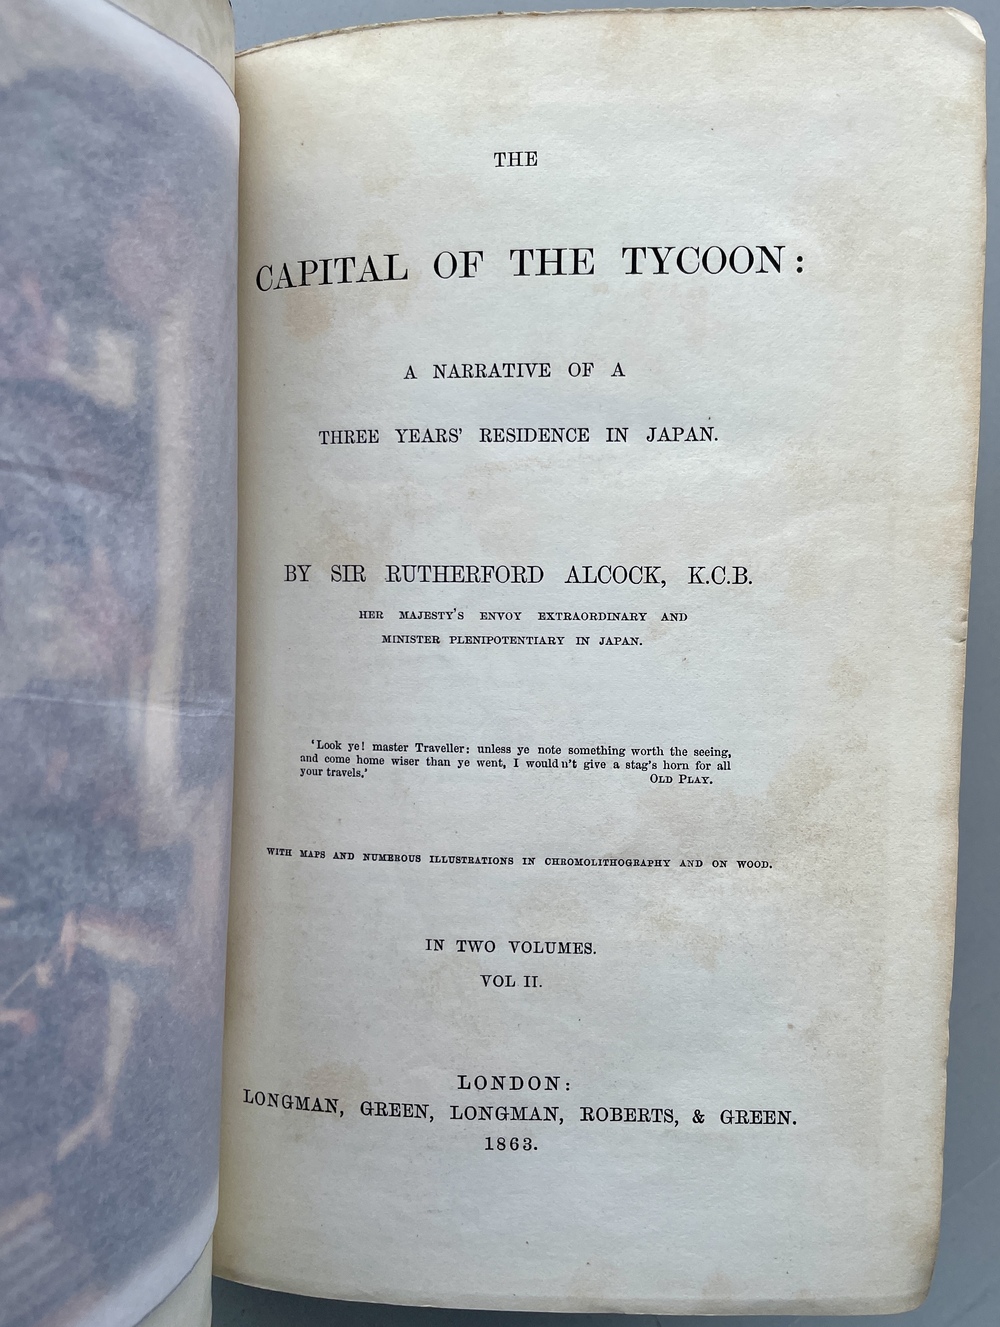 THE
CAPITAL OF THE TYCOON:
A NARRATIVE OF A
THREE YEARS' RESIDENCE IN JAPAN.
BY SIR RUTHERFORD ALCOCK, K.C.B.
HER MAJESTY'S ENVOY EXTRAORDINARY AND
MINISTER PLENIPOTENTIARY IN JAPAN.
'Look ye! master Traveller: unless ye note something worth the seeing,
and come home wiser than ye went, I would n't give a stag's horn for all
your travels.' OLD PLAY.
WITH MAPS AND NUMEROUS ILLUSTRATIONS IN CHROMOLITHOGRAPHY AND ON WOOD.
IN TWO VOLUMES.
VOL II.
LONDON:
LONGMAN, GREEN, LONGMAN, ROBERTS, & GREEN.
1863.